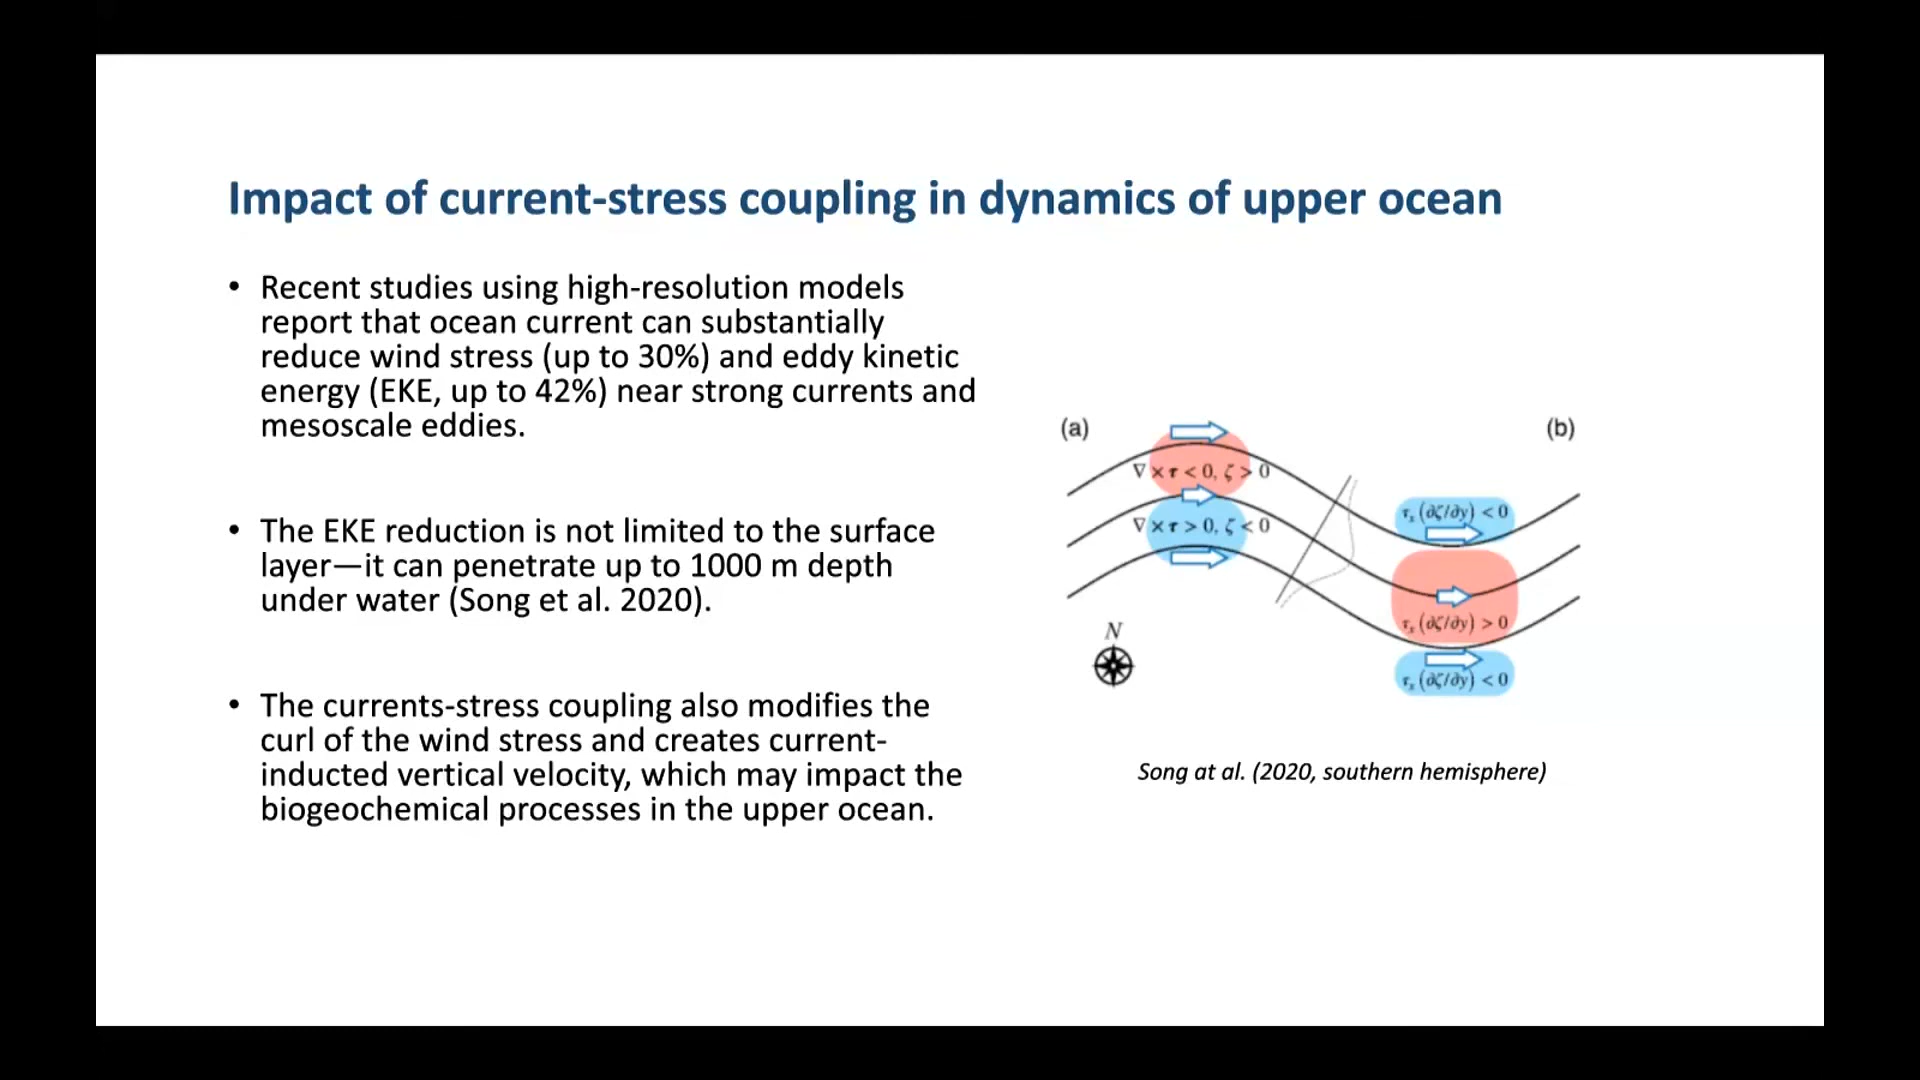 Impact of current-stress coupling in dynamics of upper ocean
• Recent studies using high-resolution models
report that ocean current can substantially
reduce wind stress (up to 30%) and eddy kinetic
energy (EKE, up to 42%) near strong currents and
mesoscale eddies.
• The EKE reduction is not limited to the surface
layer—it can penetrate up to 1000 m depth
under water (Song et al. 2020).
• The currents-stress coupling also modifies the
curl of the wind stress and creates current-
inducted vertical velocity, which may impact the
biogeochemical processes in the upper ocean.
(a)
(b)
∇ × τ < 0, ζ > 0
∇ × τ > 0, ζ < 0
τₓ (∂ζ/∂y) < 0
τₓ (∂ζ/∂y) > 0
τₓ (∂ζ/∂y) < 0
N
Song at al. (2020, southern hemisphere)